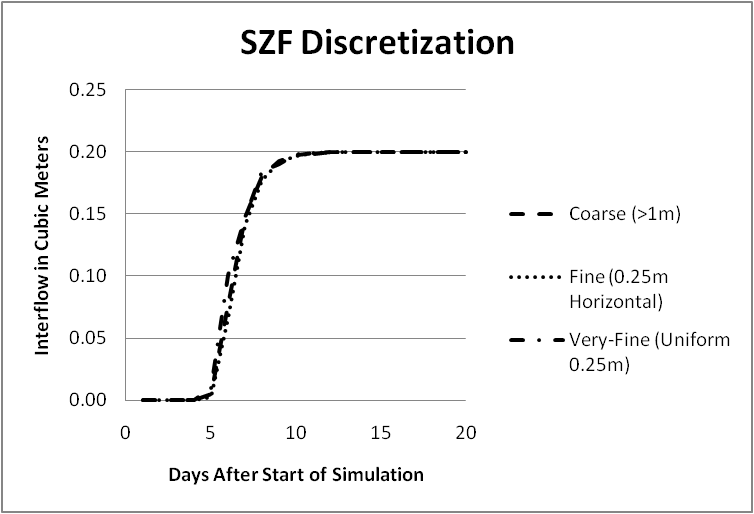 SZF Discretization
0.25
0.20
0.15
0.10
0.05
0.00
0 5 10 15 20
Interflow in Cubic Meters
Days After Start of Simulation
Coarse (>1m)
Fine (0.25m
Horizontal)
Very-Fine (Uniform
0.25m)